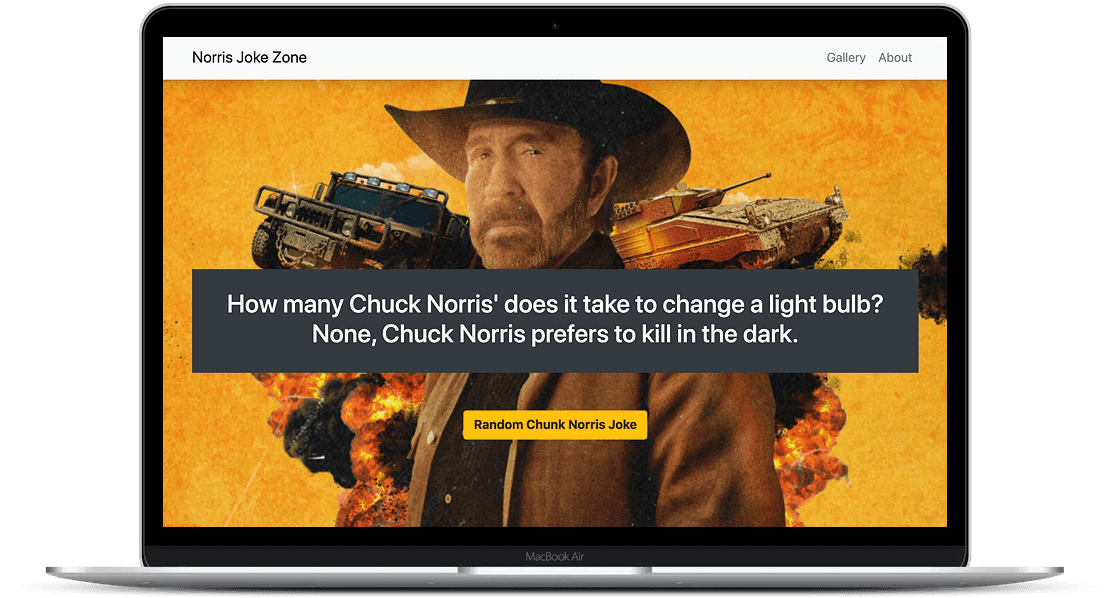 Norris Joke Zone
Gallery About
How many Chuck Norris' does it take to change a light bulb?
None, Chuck Norris prefers to kill in the dark.
Random Chunk Norris Joke
MacBook Air